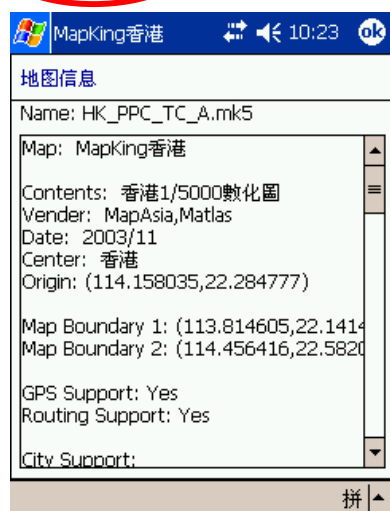 MapKing香港 10:23 ok
地图信息
Name: HK_PPC_TC_A.mk5
Map: MapKing香港
Contents: 香港1/5000數化圖
Vender: MapAsia,Matlas
Date: 2003/11
Center: 香港
Origin: (114.158035,22.284777)
Map Boundary 1: (113.814605,22.1414
Map Boundary 2: (114.456416,22.5820
GPS Support: Yes
Routing Support: Yes
City Support:
拼